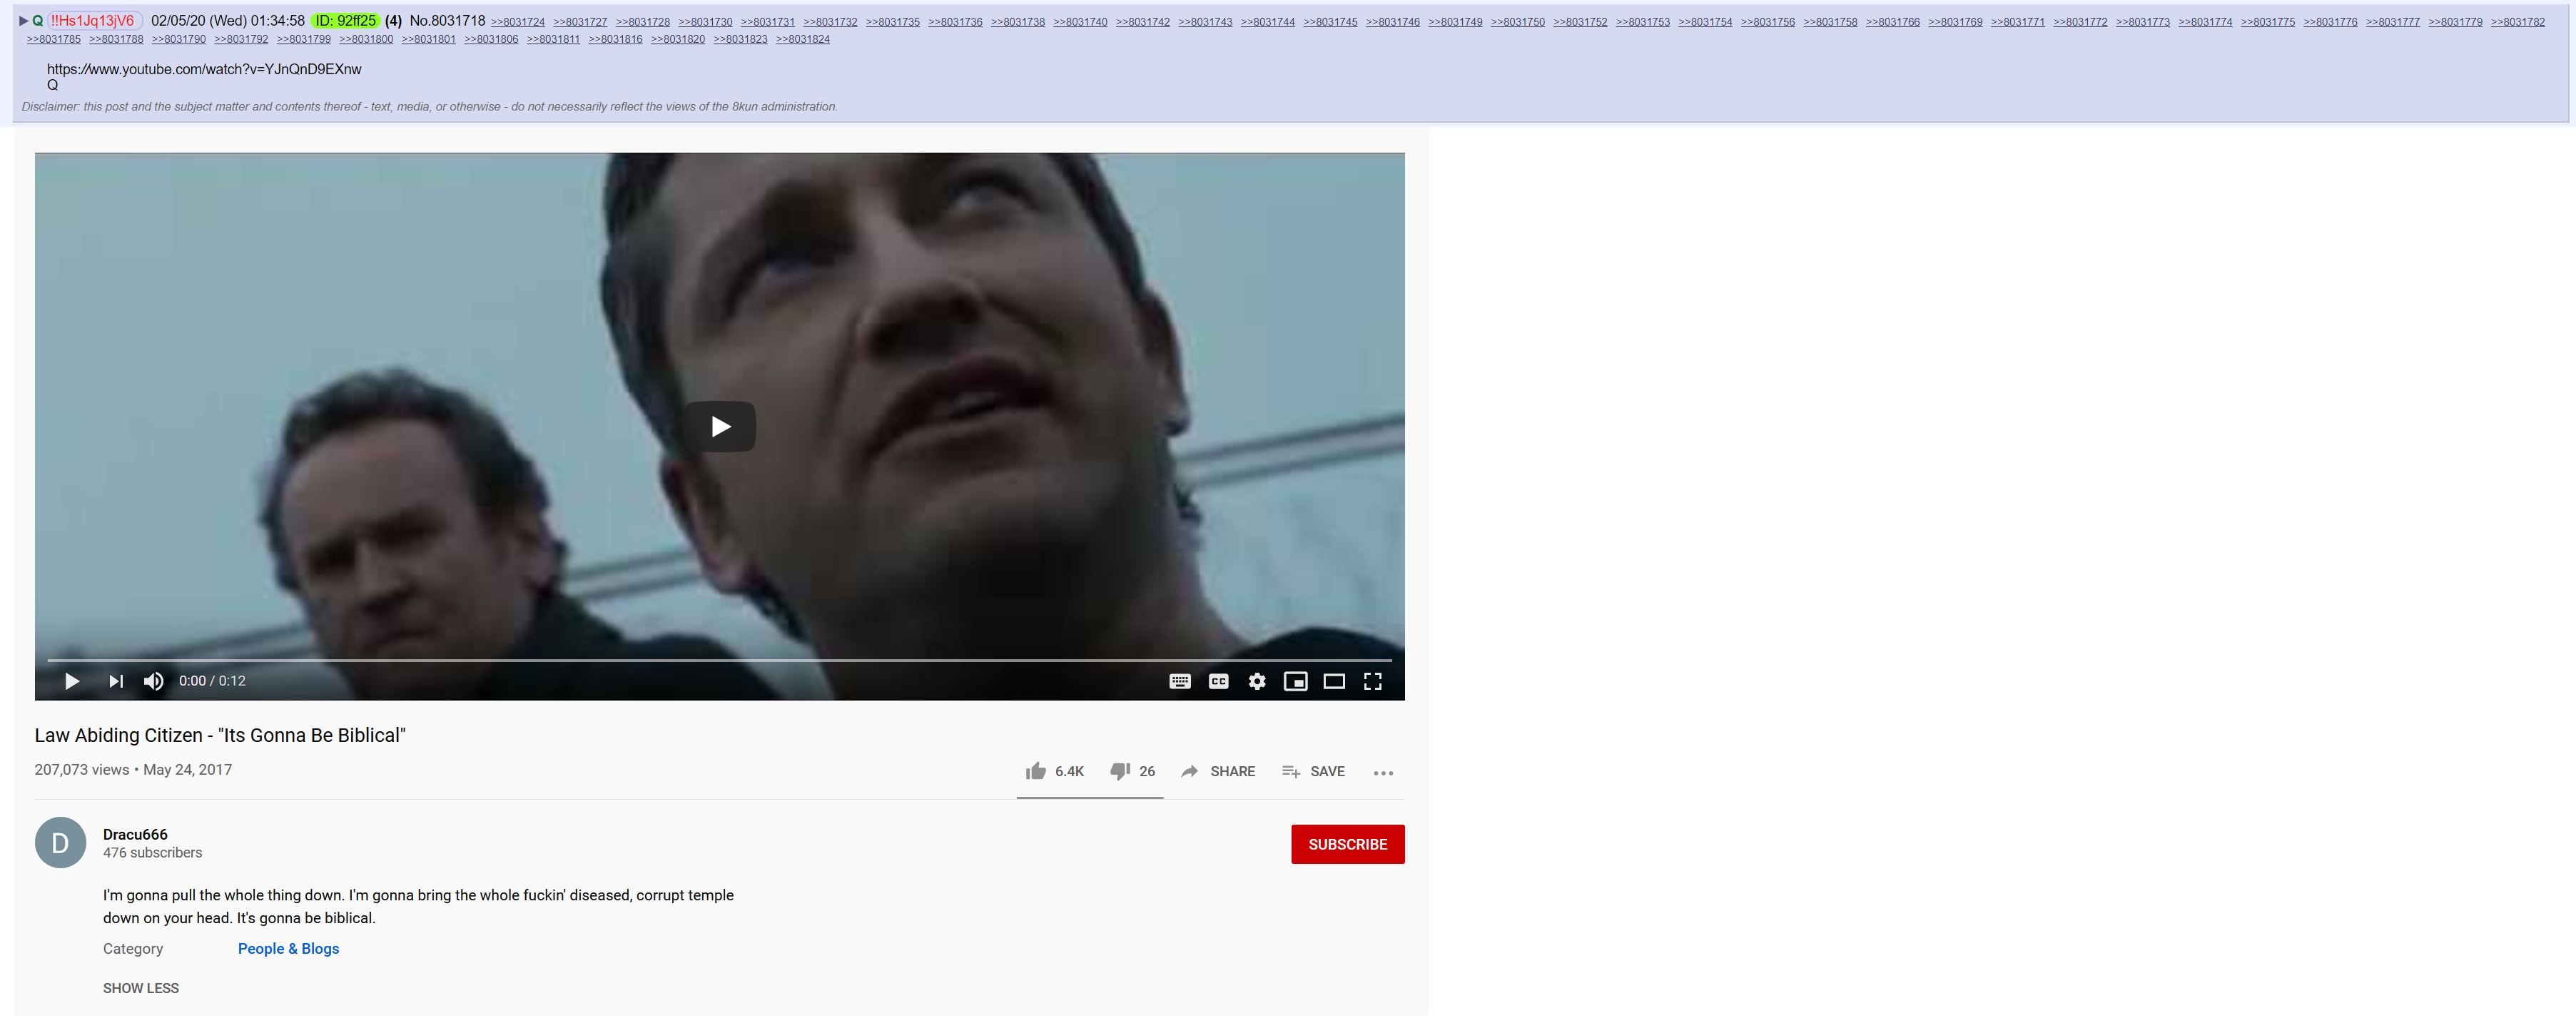 ▶ Q !!Hs1Jq13jV6 02/05/20 (Wed) 01:34:58 ID: 92ff25 (4) No.8031718 >>8031724 >>8031727 >>8031728 >>8031730 >>8031731 >>8031732 >>8031735 >>8031736 >>8031738 >>8031740 >>8031742 >>8031743 >>8031744 >>8031745 >>8031746 >>8031749 >>8031750 >>8031752 >>8031753 >>8031754 >>8031756 >>8031758 >>8031766 >>8031769 >>8031771 >>8031772 >>8031773 >>8031774 >>8031775 >>8031776 >>8031777 >>8031779 >>8031782
>>8031785 >>8031788 >>8031790 >>8031792 >>8031799 >>8031800 >>8031801 >>8031806 >>8031811 >>8031816 >>8031820 >>8031823 >>8031824
https://www.youtube.com/watch?v=YJnQnD9EXnw
Q
Disclaimer: this post and the subject matter and contents thereof - text, media, or otherwise - do not necessarily reflect the views of the 8kun administration.
0:00 / 0:12 CC
Law Abiding Citizen - "Its Gonna Be Biblical"
207,073 views • May 24, 2017 6.4K 26 SHARE SAVE ...
D
Dracu666
476 subscribers
SUBSCRIBE
I'm gonna pull the whole thing down. I'm gonna bring the whole fuckin' diseased, corrupt temple
down on your head. It's gonna be biblical.
Category People & Blogs
SHOW LESS